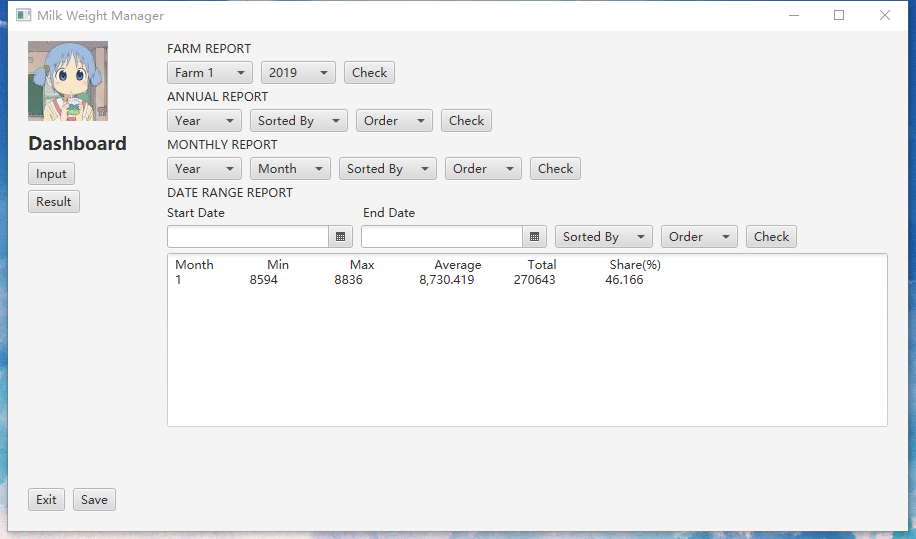 Milk Weight Manager
Dashboard
Input
Result
FARM REPORT
Farm 1 2019 Check
ANNUAL REPORT
Year Sorted By Order Check
MONTHLY REPORT
Year Month Sorted By Order Check
DATE RANGE REPORT
Start Date End Date
Sorted By Order Check
Month Min Max Average Total Share(%)
1 8594 8836 8,730.419 270643 46.166
Exit Save